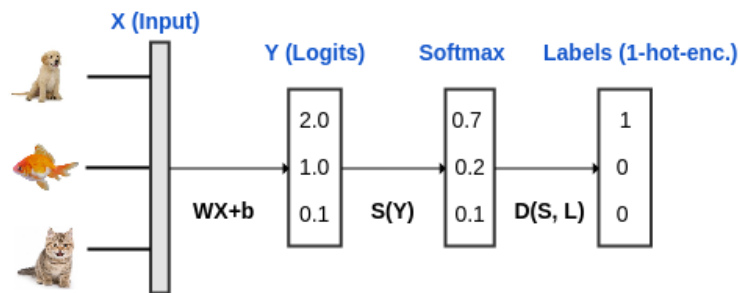 X (Input)
Y (Logits)
Softmax
Labels (1-hot-enc.)
2.0
1.0
0.1
0.7
0.2
0.1
1
0
0
WX+b
S(Y)
D(S, L)